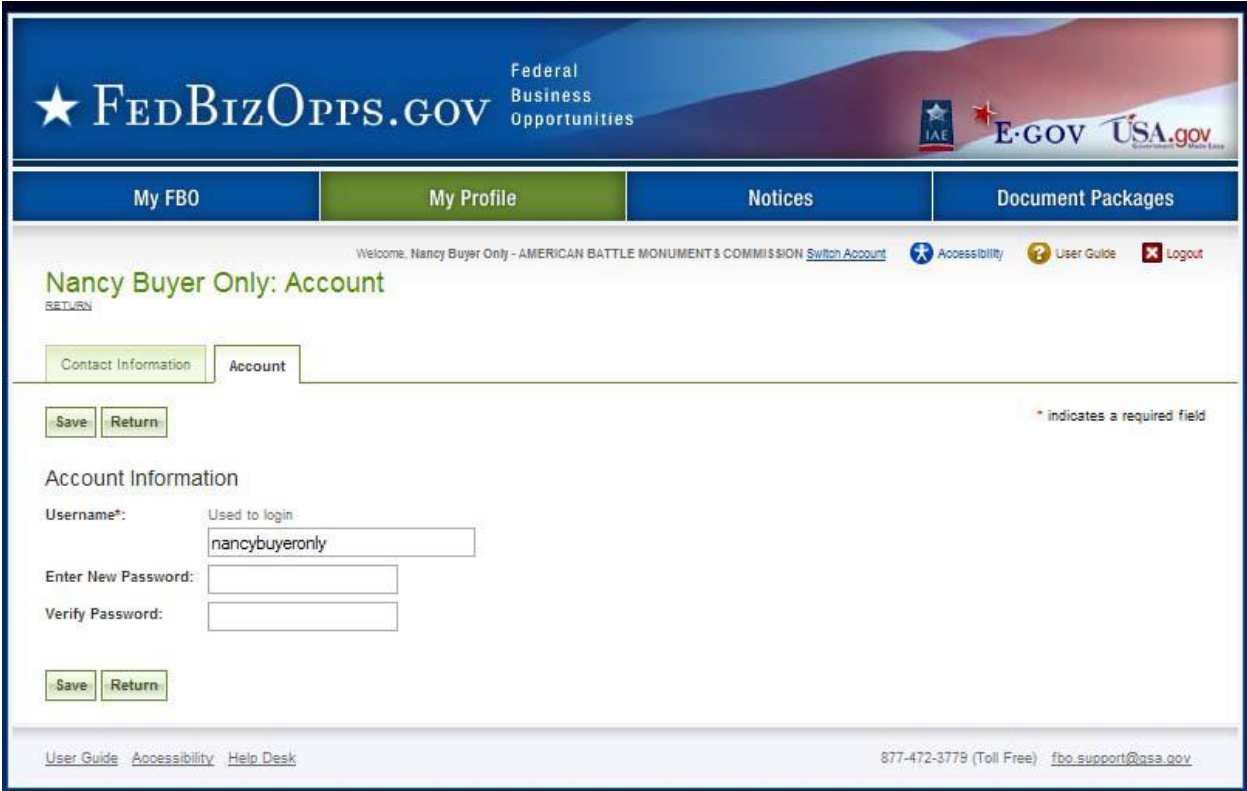 ★ FEDBIZOPPS.GOV
Federal
Business
Opportunities
IAE E·GOV USA.gov
My FBO My Profile Notices Document Packages
Welcome, Nancy Buyer Only - AMERICAN BATTLE MONUMENTS COMMISSION Switch Account Accessibility User Guide Logout
Nancy Buyer Only: Account
RETURN
Contact Information Account
Save Return * indicates a required field
Account Information
Username*: Used to login
nancybuyeronly
Enter New Password:
Verify Password:
Save Return
User Guide Accessibility Help Desk 877-472-3779 (Toll Free) fbo.support@gsa.gov